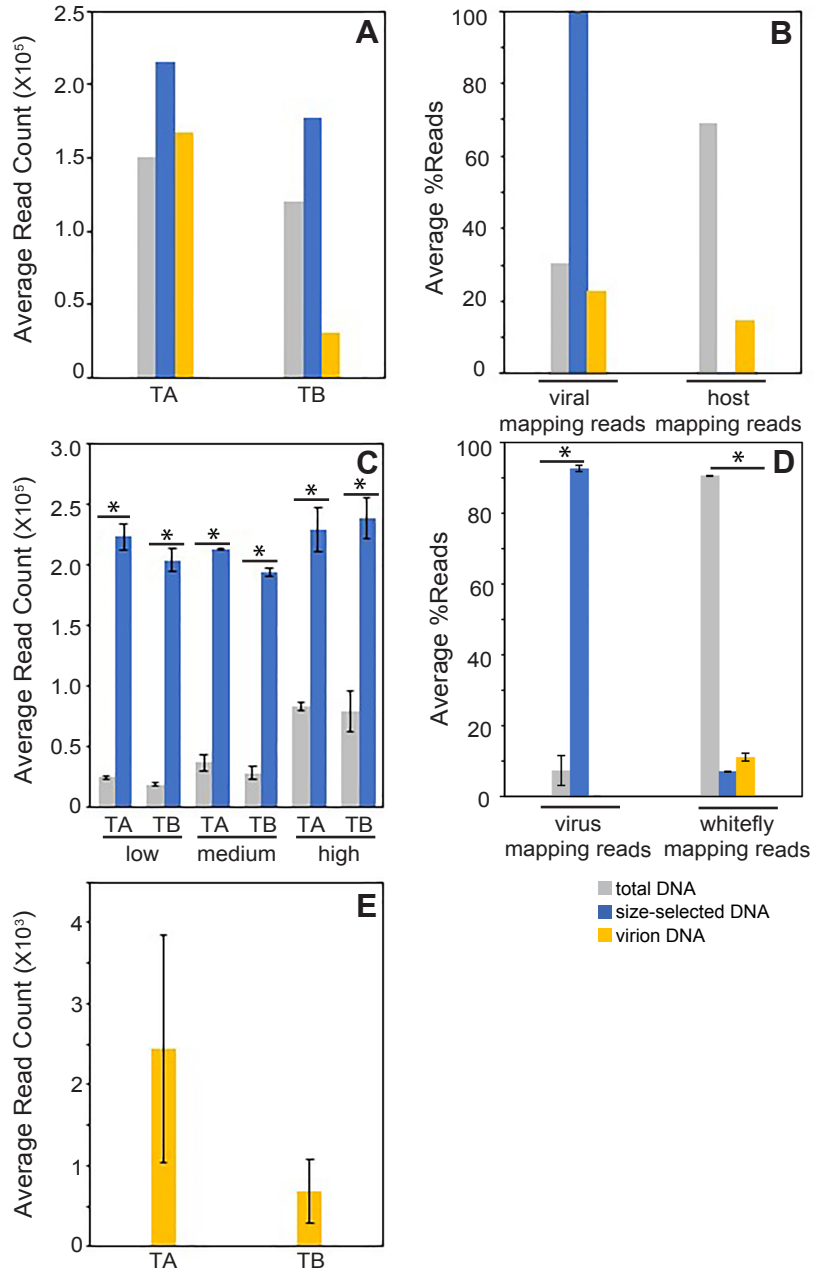 A
Average Read Count (X10⁵)
2.5
2.0
1.5
1.0
0.5
0
TA TB
B
Average %Reads
100
80
60
40
20
0
viral host
mapping reads mapping reads
C
Average Read Count (X10⁵)
3.0
2.5
2.0
1.5
1.0
0.5
0
* * * * * *
TA TB TA TB TA TB
low medium high
D
Average %Reads
100
80
60
40
20
0
* *
virus whitefly
mapping reads mapping reads
total DNA
size-selected DNA
virion DNA
E
Average Read Count (X10³)
4
3
2
1
0
TA TB